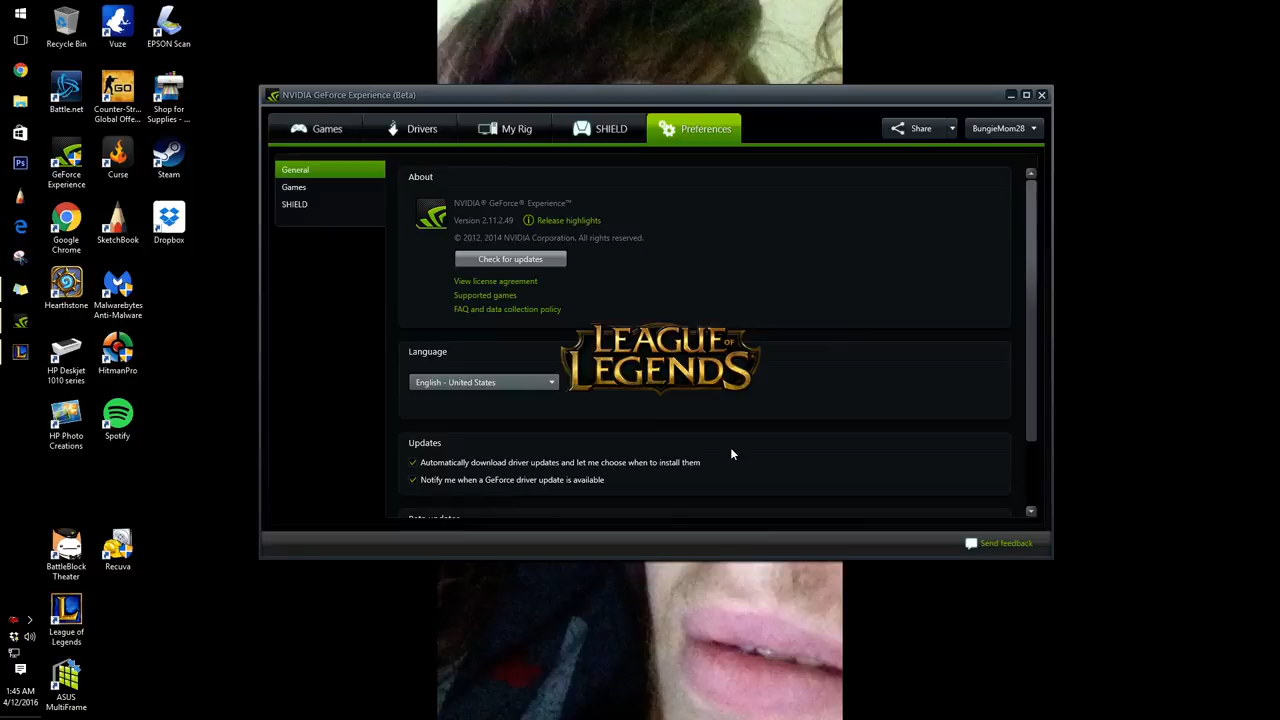 Recycle Bin
Vuze
EPSON Scan
Battle.net
Counter-Str...
Global Offe...
Shop for
Supplies - ...
GeForce
Experience
Curse
Steam
Google
Chrome
SketchBook
Dropbox
Hearthstone
Malwarebytes
Anti-Malware
HP Deskjet
1010 series
HitmanPro
HP Photo
Creations
Spotify
BattleBlock
Theater
Recuva
League of
Legends
ASUS
MultiFrame
1:45 AM
4/12/2016
NVIDIA GeForce Experience (Beta)
Games
Drivers
My Rig
SHIELD
Preferences
Share
BungieMom28
General
Games
SHIELD
About
NVIDIA® GeForce® Experience™
Version 2.11.2.49
Release highlights
© 2012, 2014 NVIDIA Corporation. All rights reserved.
Check for updates
View license agreement
Supported games
FAQ and data collection policy
LEAGUE OF
LEGENDS
Language
English - United States
Updates
Automatically download driver updates and let me choose when to install them
Notify me when a GeForce driver update is available
Send feedback